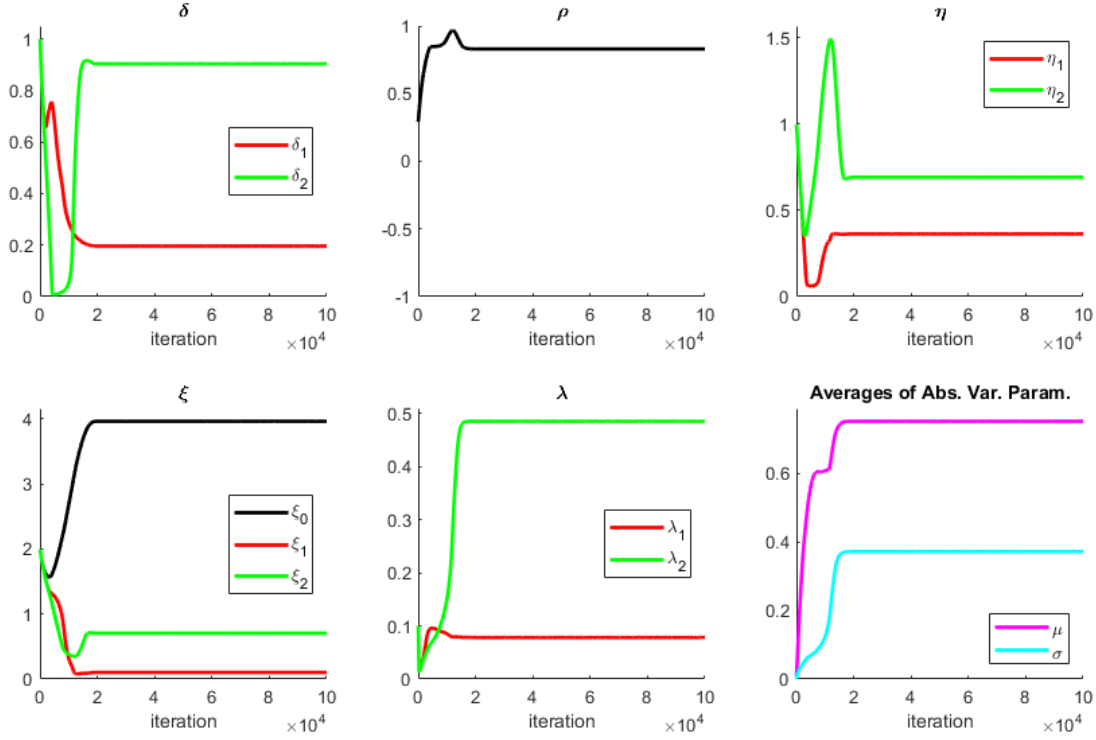 δ
1
0.8
0.6
0.4
0.2
0
δ1
δ2
0 2 4 6 8 10
iteration ×10^4
ρ
1
0.5
0
-0.5
-1
0 2 4 6 8 10
iteration ×10^4
η
1.5
1
0.5
0
η1
η2
0 2 4 6 8 10
iteration ×10^4
ξ
4
3
2
1
0
ξ0
ξ1
ξ2
0 2 4 6 8 10
iteration ×10^4
λ
0.5
0.4
0.3
0.2
0.1
0
λ1
λ2
0 2 4 6 8 10
iteration ×10^4
Averages of Abs. Var. Param.
0.6
0.4
0.2
0
μ
σ
0 2 4 6 8 10
iteration ×10^4